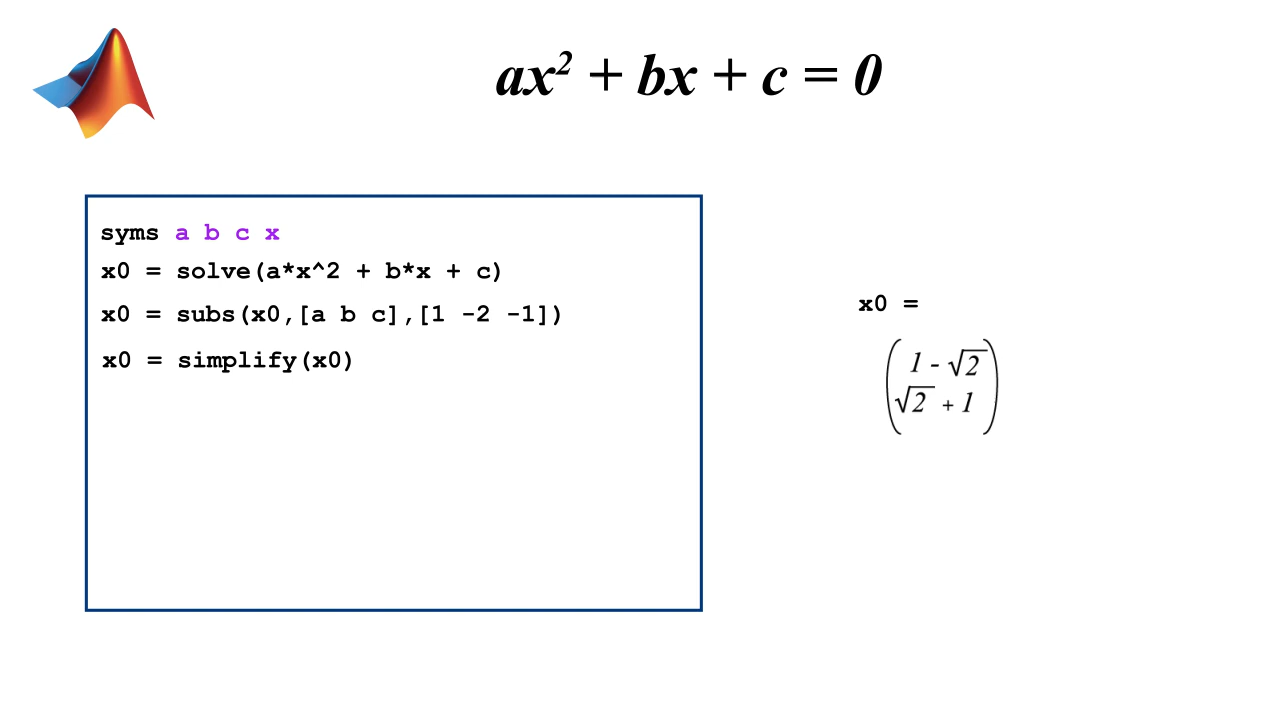 ax² + bx + c = 0
syms a b c x
x0 = solve(a*x^2 + b*x + c)
x0 = subs(x0,[a b c],[1 -2 -1])
x0 = simplify(x0)
x0 =
1 - √2
√2 + 1